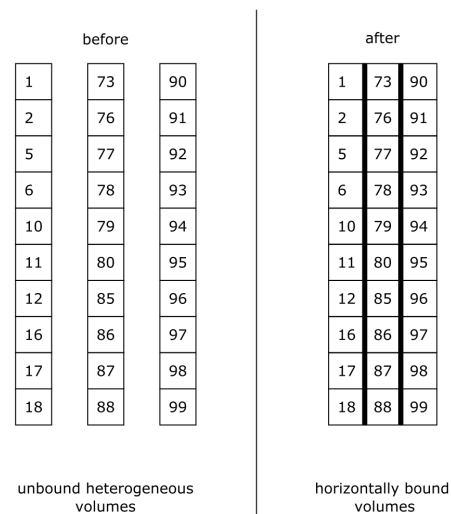 before
after
1 73 90 1 73 90
2 76 91 2 76 91
5 77 92 5 77 92
6 78 93 6 78 93
10 79 94 10 79 94
11 80 95 11 80 95
12 85 96 12 85 96
16 86 97 16 86 97
17 87 98 17 87 98
18 88 99 18 88 99
unbound heterogeneous
volumes
horizontally bound
volumes